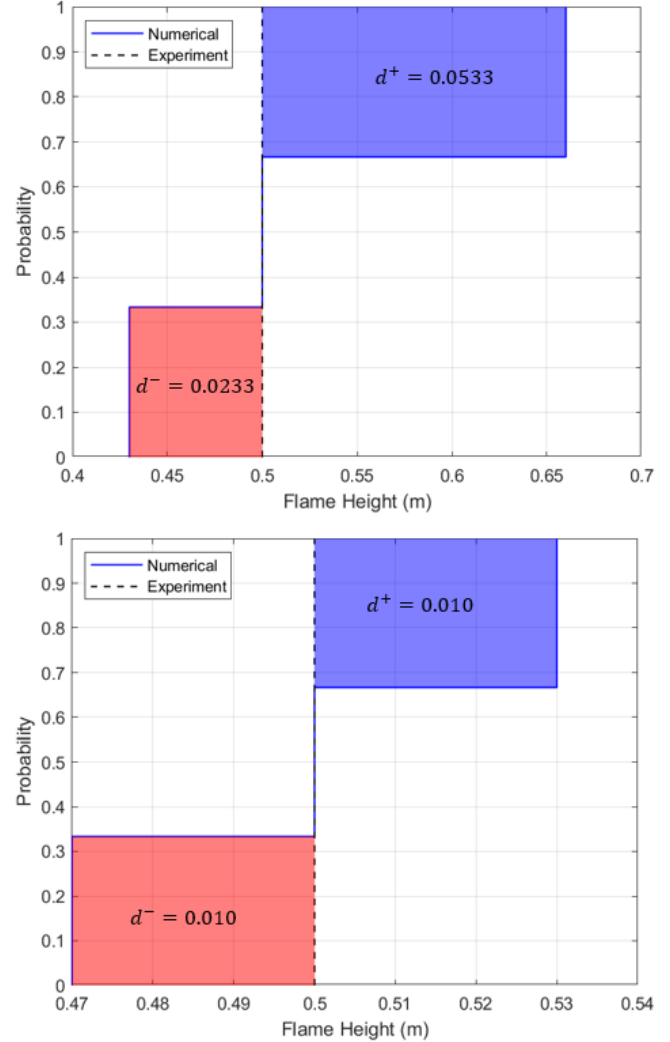 1
0.9
0.8
0.7
0.6
0.5
0.4
0.3
0.2
0.1
0
Probability
Numerical
Experiment
d⁺ = 0.0533
d⁻ = 0.0233
0.4 0.45 0.5 0.55 0.6 0.65 0.7
Flame Height (m)
1
0.9
0.8
0.7
0.6
0.5
0.4
0.3
0.2
0.1
0
Probability
Numerical
Experiment
d⁺ = 0.010
d⁻ = 0.010
0.47 0.48 0.49 0.5 0.51 0.52 0.53 0.54
Flame Height (m)